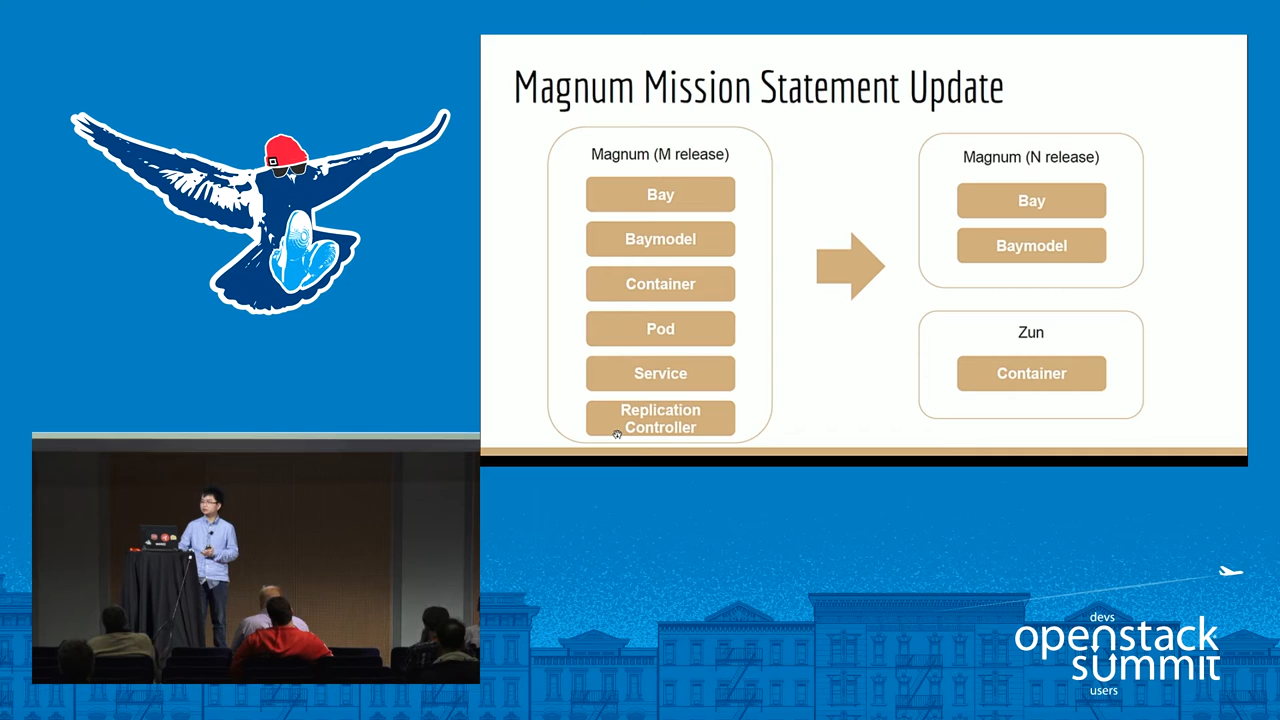 Magnum Mission Statement Update
Magnum (M release)
Bay
Baymodel
Container
Pod
Service
Replication
Controller
Magnum (N release)
Bay
Baymodel
Zun
Container
devs
openstack
summit
users